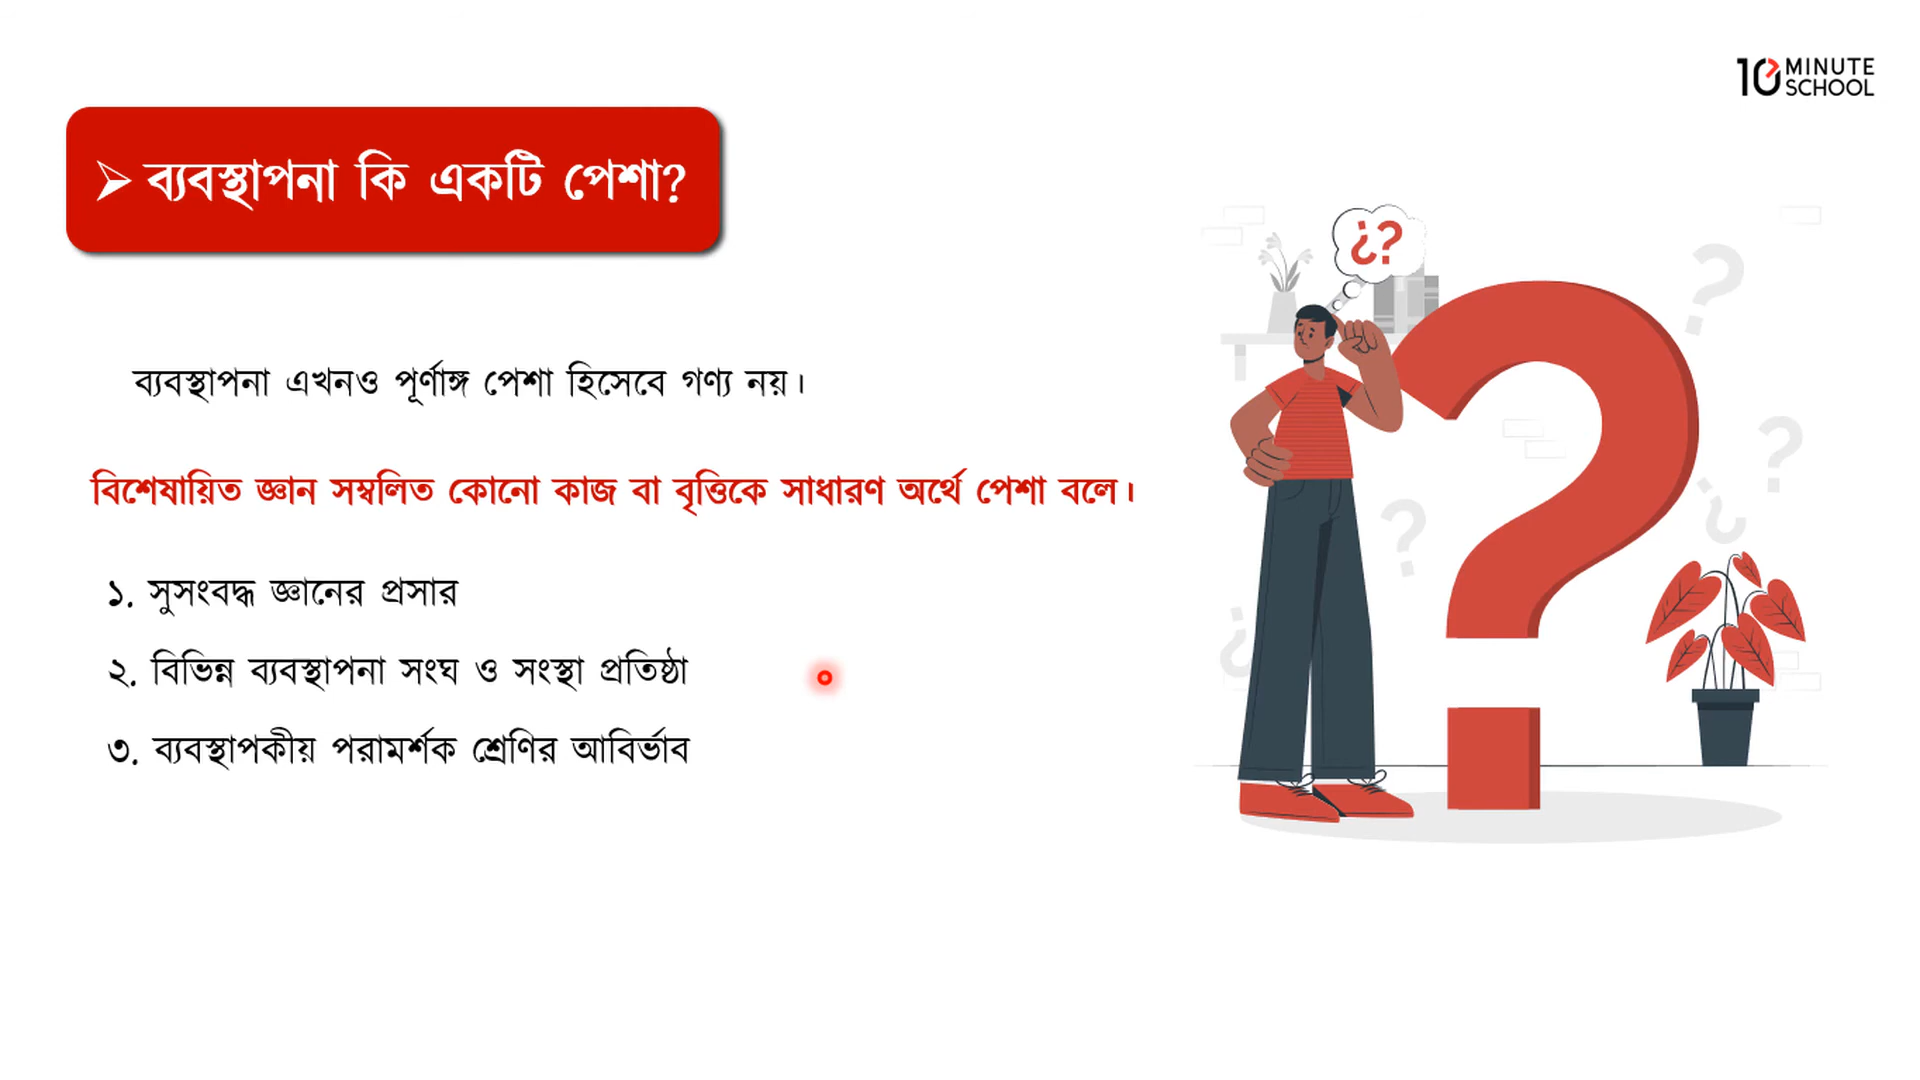 10 MINUTE
SCHOOL
➢ ব্যবস্থাপনা কি একটি পেশা?
¿?
ব্যবস্থাপনা এখনও পূর্ণাঙ্গ পেশা হিসেবে গণ্য নয়।
বিশেষায়িত জ্ঞান সম্বলিত কোনো কাজ বা বৃত্তিকে সাধারণ অর্থে পেশা বলে।
১. সুসংবদ্ধ জ্ঞানের প্রসার
২. বিভিন্ন ব্যবস্থাপনা সংঘ ও সংস্থা প্রতিষ্ঠা
৩. ব্যবস্থাপকীয় পরামর্শক শ্রেণির আবির্ভাব